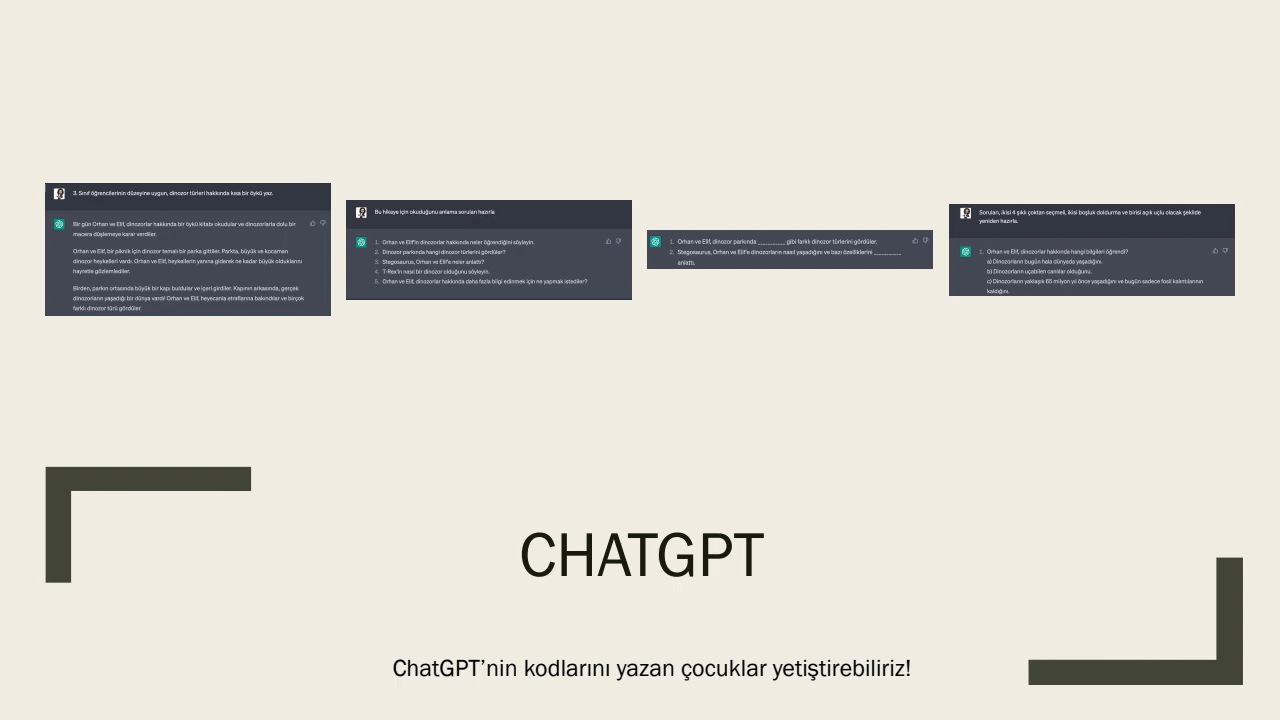 3. Sınıf öğrencilerinin düzeyine uygun, dinozor türleri hakkında kısa bir öykü yaz.
Bir gün Orhan ve Elif, dinozorlar hakkında bir öykü kitabı okudular ve dinozorlarla dolu bir
macera düşlemeye karar verdiler.
Orhan ve Elif, bir piknik için dinozor temalı bir parka gittiler. Parkta, büyük ve kocaman
dinozor heykelleri vardı. Orhan ve Elif, heykellerin yanına giderek ne kadar büyük olduklarını
hayretle gözlemlediler.
Birden, parkın ortasında büyük bir kapı buldular ve içeri girdiler. Kapının arkasında, gerçek
dinozorların yaşadığı bir dünya vardı! Orhan ve Elif, heyecanla etraflarına bakındılar ve birçok
farklı dinozor türü gördüler.
Bu hikaye için okuduğunu anlama soruları hazırla
1. Orhan ve Elif'in dinozorlar hakkında neler öğrendiğini söyleyin.
2. Dinozor parkında hangi dinozor türlerini gördüler?
3. Stegosaurus, Orhan ve Elif'e neler anlattı?
4. T-Rex'in nasıl bir dinozor olduğunu söyleyin.
5. Orhan ve Elif, dinozorlar hakkında daha fazla bilgi edinmek için ne yapmak istediler?
1. Orhan ve Elif, dinozor parkında _________ gibi farklı dinozor türlerini gördüler.
2. Stegosaurus, Orhan ve Elif'e dinozorların nasıl yaşadığını ve bazı özelliklerini _________
anlattı.
Soruları, ikisi 4 şıklı çoktan seçmeli, ikisi boşluk doldurma ve birisi açık uçlu olacak şekilde
yeniden hazırla.
1. Orhan ve Elif, dinozorlar hakkında hangi bilgileri öğrendi?
a) Dinozorların bugün hala dünyada yaşadığını.
b) Dinozorların uçabilen canlılar olduğunu.
c) Dinozorların yaklaşık 65 milyon yıl önce yaşadığını ve bugün sadece fosil kalıntılarının
kaldığını.
CHATGPT
ChatGPT’nin kodlarını yazan çocuklar yetiştirebiliriz!